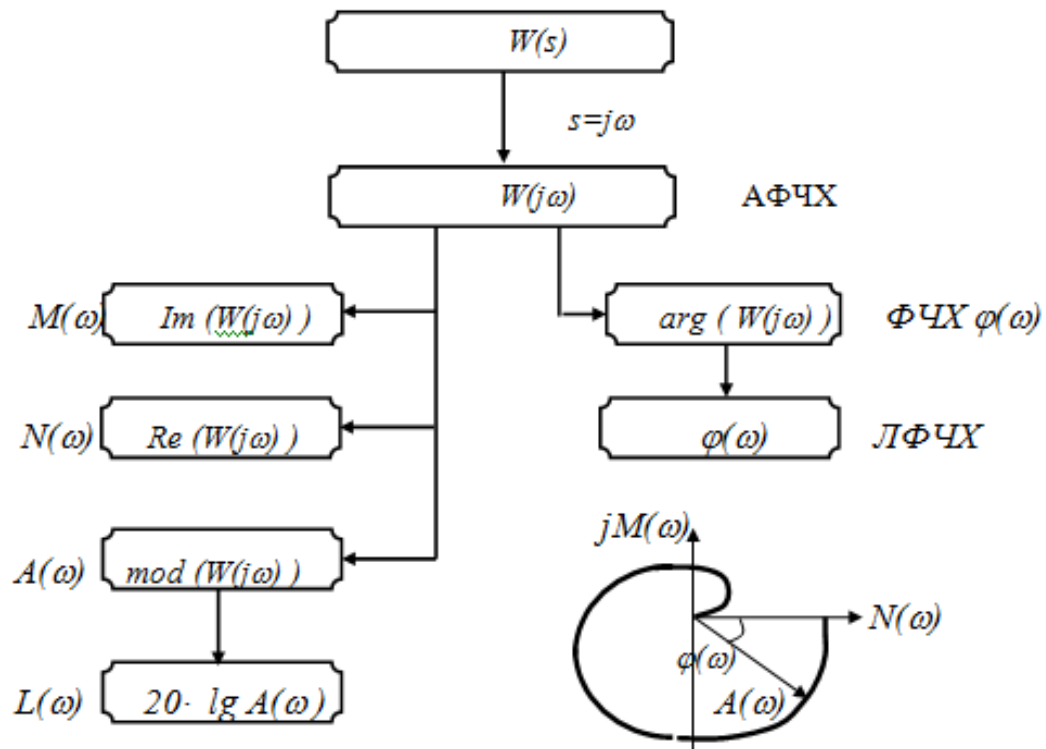 W(s)
s=jω
W(jω) АФЧХ
M(ω) Im (W(jω) ) arg ( W(jω) ) ФЧХ φ(ω)
N(ω) Re (W(jω) ) φ(ω) ЛФЧХ
jM(ω)
A(ω) mod (W(jω) )
N(ω)
φ(ω)
L(ω) 20· lg A(ω ) A(ω)